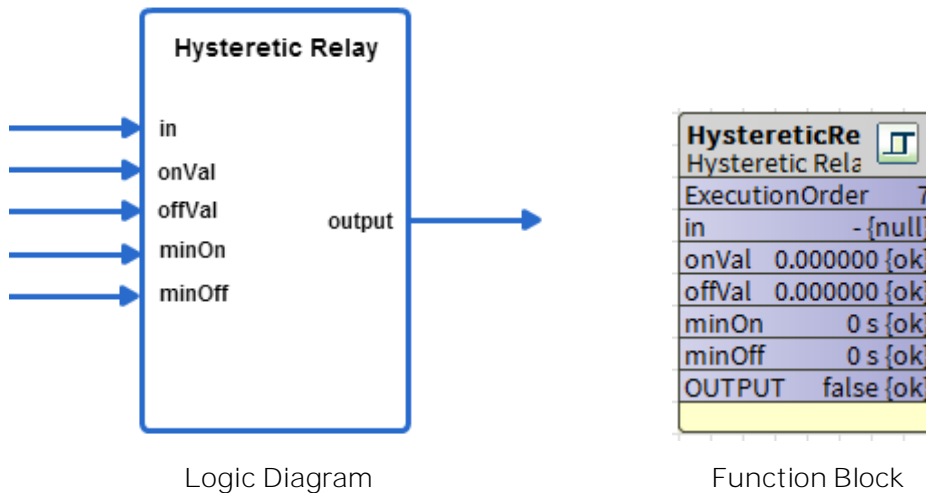 Hysteretic Relay
in
onVal
offVal
minOn
minOff
output
Logic Diagram
HystereticRe
Hysteretic Rela
ExecutionOrder 7
in - {null}
onVal 0.000000 {ok}
offVal 0.000000 {ok}
minOn 0 s {ok}
minOff 0 s {ok}
OUTPUT false {ok}
Function Block